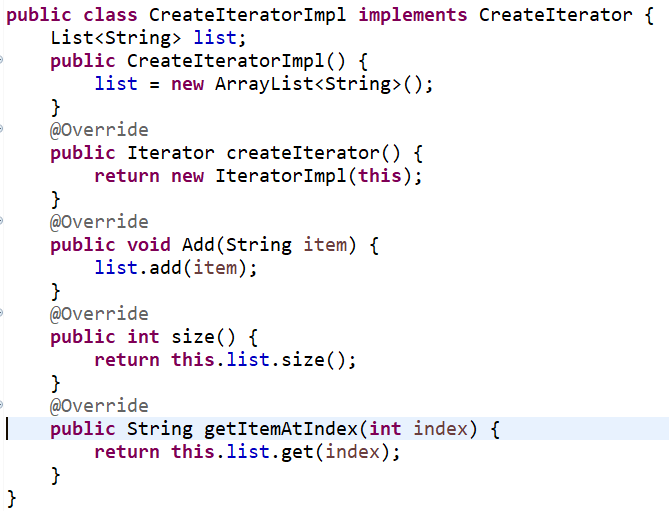 public class CreateIteratorImpl implements CreateIterator {
    List<String> list;
    public CreateIteratorImpl() {
        list = new ArrayList<String>();
    }
    @Override
    public Iterator createIterator() {
        return new IteratorImpl(this);
    }
    @Override
    public void Add(String item) {
        list.add(item);
    }
    @Override
    public int size() {
        return this.list.size();
    }
    @Override
    public String getItemAtIndex(int index) {
        return this.list.get(index);
    }
}